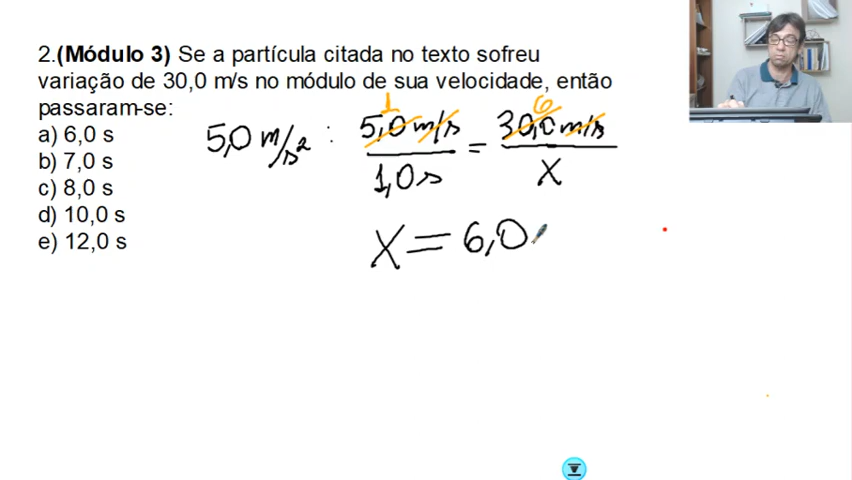 2.(Módulo 3) Se a partícula citada no texto sofreu
variação de 30,0 m/s no módulo de sua velocidade, então
passaram-se:
a) 6,0 s
b) 7,0 s
c) 8,0 s
d) 10,0 s
e) 12,0 s
5,0 m/s² :
1 6
5,0 m/s = 30,0 m/s
1,0 s X
X = 6,0